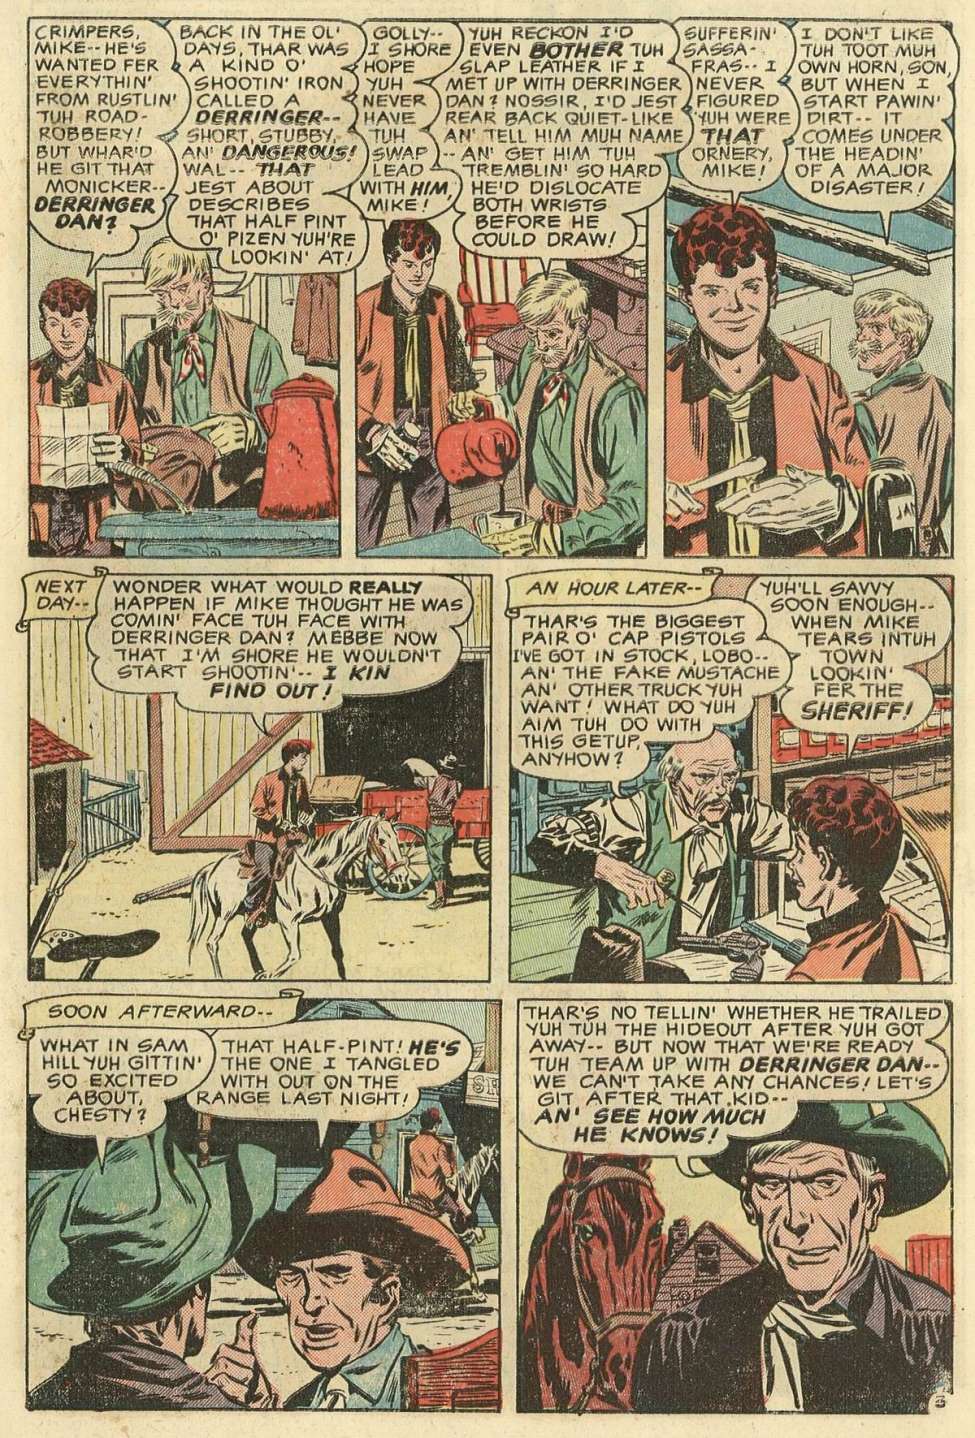 CRIMPERS,
MIKE-- HE'S
WANTED FER
EVERYTHIN'
FROM RUSTLIN'
TUH ROAD-
ROBBERY!
BUT WHAR'D
HE GIT THAT
MONICKER--
DERRINGER
DAN?
BACK IN THE OL'
DAYS, THAR WAS
A KIND O'
SHOOTIN' IRON
CALLED A
DERRINGER--
SHORT, STUBBY,
AN' DANGEROUS!
WAL-- THAT
JEST ABOUT
DESCRIBES
THAT HALF PINT
O' PIZEN YUH'RE
LOOKIN' AT!
GOLLY--
I SHORE
HOPE
YUH
NEVER
HAVE
TUH
SWAP
LEAD
WITH HIM,
MIKE!
YUH RECKON I'D
EVEN BOTHER TUH
SLAP LEATHER IF I
MET UP WITH DERRINGER
DAN? NOSSIR, I'D JEST
REAR BACK QUIET-LIKE
AN' TELL HIM MUH NAME
-- AN' GET HIM TUH
TREMBLIN' SO HARD
HE'D DISLOCATE
BOTH WRISTS
BEFORE HE
COULD DRAW!
SUFFERIN'
SASSA-
FRAS-- I
NEVER
FIGURED
YUH WERE
THAT
ORNERY,
MIKE!
I DON'T LIKE
TUH TOOT MUH
OWN HORN, SON,
BUT WHEN I
START PAWIN'
DIRT-- IT
COMES UNDER
THE HEADIN'
OF A MAJOR
DISASTER!
JAM
NEXT
DAY--
WONDER WHAT WOULD REALLY
HAPPEN IF MIKE THOUGHT HE WAS
COMIN' FACE TUH FACE WITH
DERRINGER DAN? MEBBE NOW
THAT I'M SHORE HE WOULDN'T
START SHOOTIN'-- I KIN
FIND OUT!
AN HOUR LATER--
THAR'S THE BIGGEST
PAIR O' CAP PISTOLS
I'VE GOT IN STOCK, LOBO--
AN' THE FAKE MUSTACHE
AN' OTHER TRUCK YUH
WANT! WHAT DO YUH
AIM TUH DO WITH
THIS GETUP,
ANYHOW?
YUH'LL SAVVY
SOON ENOUGH--
WHEN MIKE
TEARS INTUH
TOWN
LOOKIN'
FER THE
SHERIFF!
SOON AFTERWARD--
WHAT IN SAM
HILL YUH GITTIN'
SO EXCITED
ABOUT,
CHESTY?
THAT HALF-PINT! HE'S
THE ONE I TANGLED
WITH OUT ON THE
RANGE LAST NIGHT!
THAR'S NO TELLIN' WHETHER HE TRAILED
YUH TUH THE HIDEOUT AFTER YUH GOT
AWAY-- BUT NOW THAT WE'RE READY
TUH TEAM UP WITH DERRINGER DAN--
WE CAN'T TAKE ANY CHANCES! LET'S
GIT AFTER THAT KID--
AN' SEE HOW MUCH
HE KNOWS!